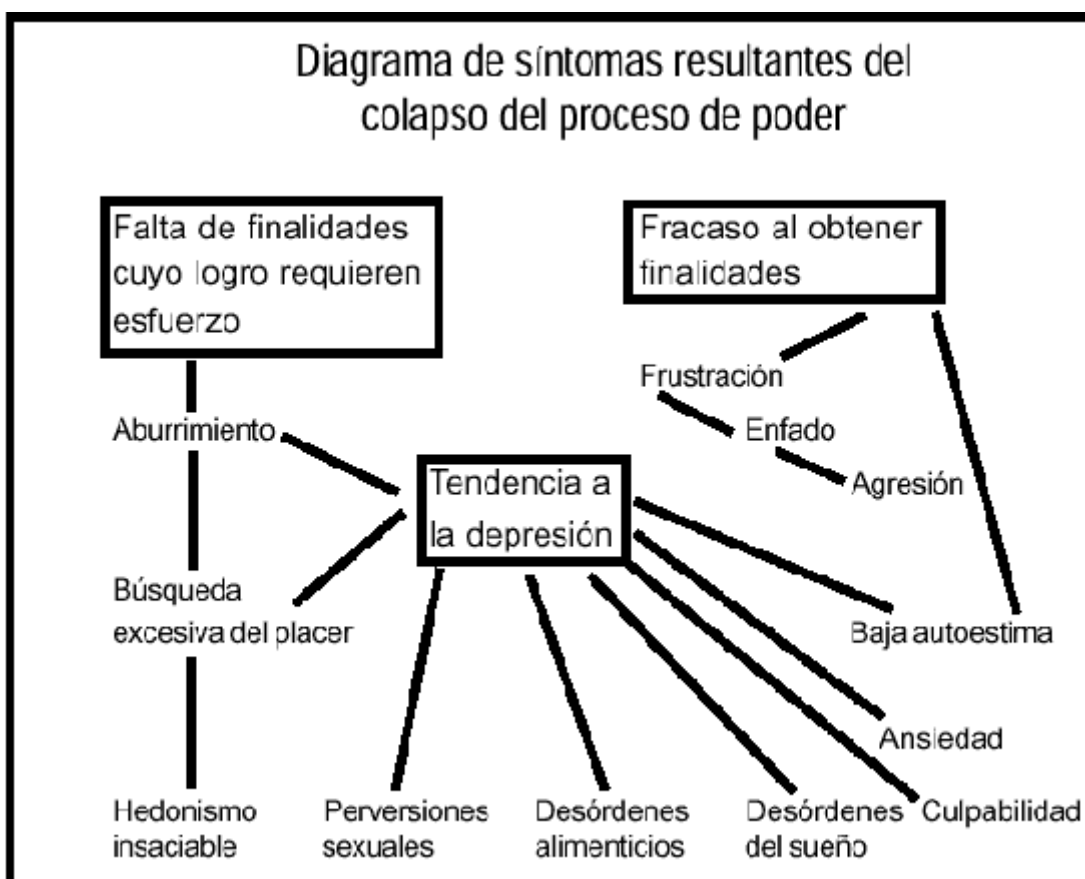 Diagrama de síntomas resultantes del
colapso del proceso de poder
Falta de finalidades
cuyo logro requieren
esfuerzo
Fracaso al obtener
finalidades
Frustración
Aburrimiento
Enfado
Tendencia a
la depresión
Agresión
Búsqueda
excesiva del placer
Baja autoestima
Ansiedad
Hedonismo
insaciable
Perversiones
sexuales
Desórdenes
alimenticios
Desórdenes
del sueño
Culpabilidad